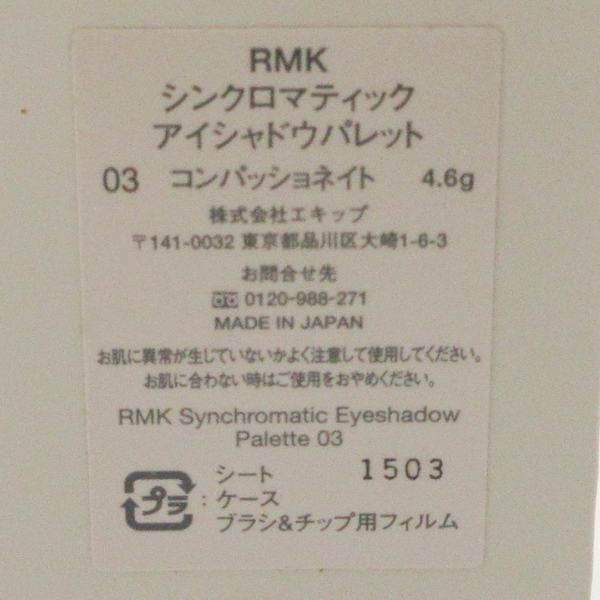 RMK
シンクロマティック
アイシャドウパレット
03 コンパッショネイト 4.6g
株式会社エキップ
〒141-0032 東京都品川区大崎1-6-3
お問合せ先
0120-988-271
MADE IN JAPAN
お肌に異常が生じていないかよく注意して使用してください。
お肌に合わない時はご使用をおやめください。
RMK Synchromatic Eyeshadow
Palette 03
シート 1503
プラ : ケース
ブラシ&チップ用フィルム